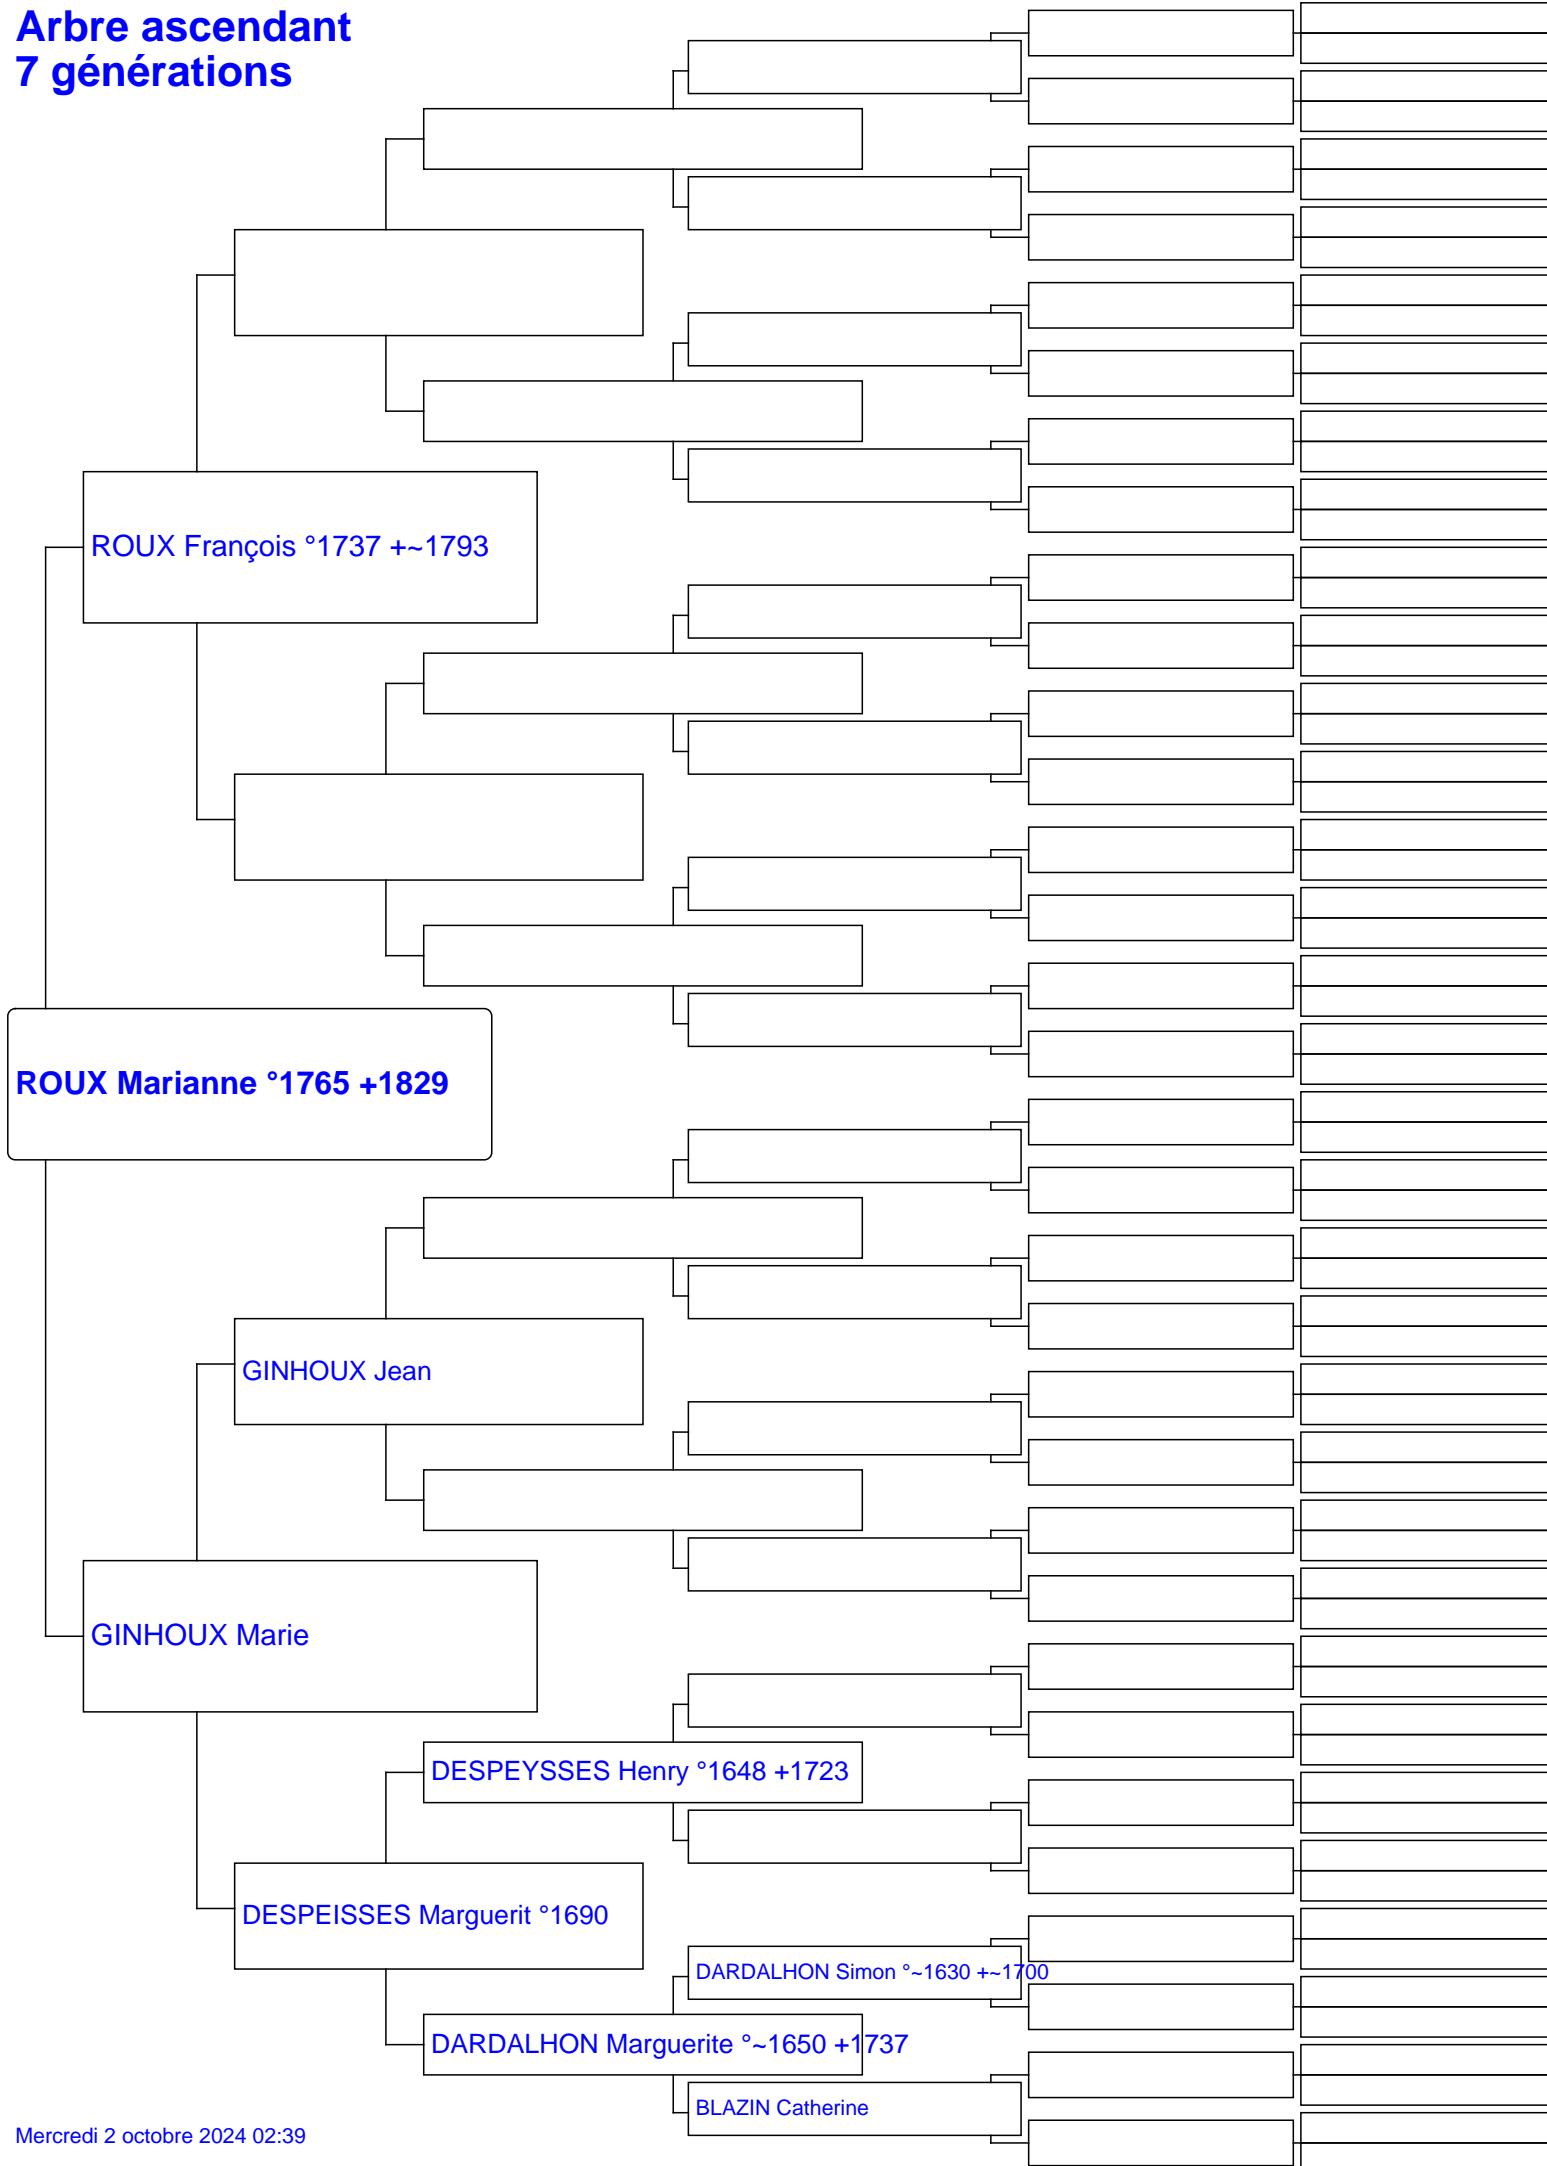 Arbre ascendant
7 générations
ROUX François °1737 +~1793
ROUX Marianne °1765 +1829
GINHOUX Jean
GINHOUX Marie
DESPEYSSES Henry °1648 +1723
DESPEISSES Marguerit °1690
DARDALHON Simon °~1630 +~1700
DARDALHON Marguerite °~1650 +1737
BLAZIN Catherine
Mercredi 2 octobre 2024 02:39